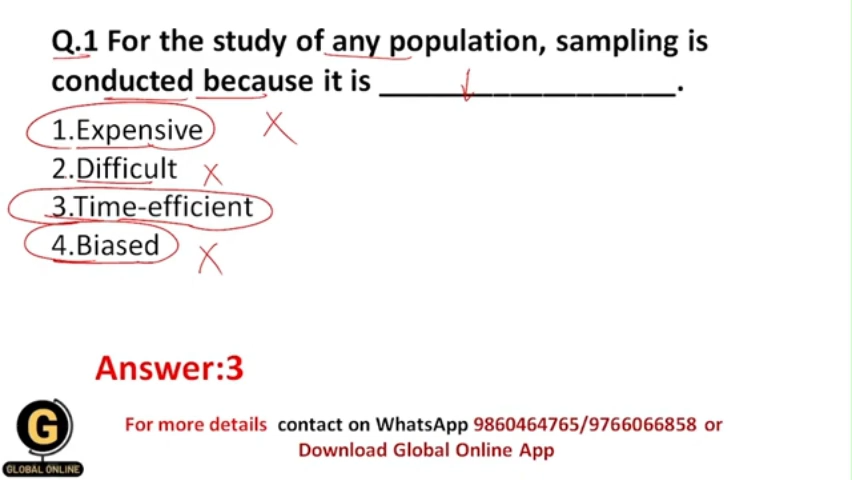 Q.1 For the study of any population, sampling is
conducted because it is ____________________.
1.Expensive
2.Difficult
3.Time-efficient
4.Biased
Answer:3
G
GLOBAL ONLINE
For more details contact on WhatsApp 9860464765/9766066858 or
Download Global Online App